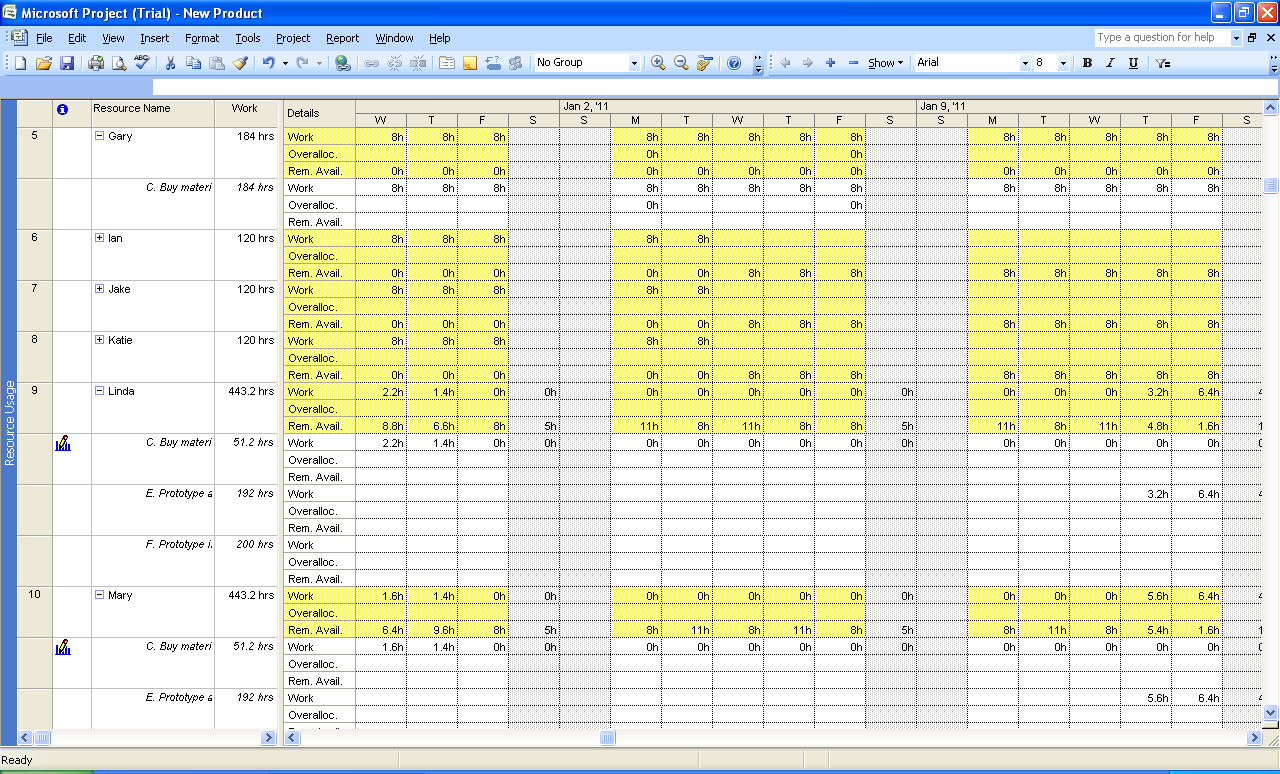 Microsoft Project (Trial) - New Product
File Edit View Insert Format Tools Project Report Window Help Type a question for help
No Group Show Arial 8 B I U
Resource Name Work Details Jan 2, '11 Jan 9, '11
W T F S S M T W T F S S M T W T F S
5 Gary 184 hrs Work 8h 8h 8h 8h 8h 8h 8h 8h 8h 8h 8h 8h 8h
Overalloc. 0h 0h
Rem. Avail. 0h 0h 0h 0h 0h 0h 0h 0h 0h 0h 0h 0h 0h
C. Buy materi 184 hrs Work 8h 8h 8h 8h 8h 8h 8h 8h 8h 8h 8h 8h 8h
Overalloc. 0h 0h
Rem. Avail.
6 Ian 120 hrs Work 8h 8h 8h 8h 8h
Overalloc.
Rem. Avail. 0h 0h 0h 0h 0h 8h 8h 8h 8h 8h 8h 8h 8h
7 Jake 120 hrs Work 8h 8h 8h 8h 8h
Overalloc.
Rem. Avail. 0h 0h 0h 0h 0h 8h 8h 8h 8h 8h 8h 8h 8h
8 Katie 120 hrs Work 8h 8h 8h 8h 8h
Overalloc.
Rem. Avail. 0h 0h 0h 0h 0h 8h 8h 8h 8h 8h 8h 8h 8h
9 Linda 443.2 hrs Work 2.2h 1.4h 0h 0h 0h 0h 0h 0h 0h 0h 0h 0h 0h 3.2h 6.4h 4
Overalloc.
Rem. Avail. 8.8h 6.6h 8h 5h 11h 8h 11h 8h 8h 5h 11h 8h 11h 4.8h 1.6h 1
C. Buy materi 51.2 hrs Work 2.2h 1.4h 0h 0h 0h 0h 0h 0h 0h 0h 0h 0h 0h 0h 0h
Overalloc.
Rem. Avail.
E. Prototype a 192 hrs Work 3.2h 6.4h 4
Overalloc.
Rem. Avail.
F. Prototype i. 200 hrs Work
Overalloc.
Rem. Avail.
10 Mary 443.2 hrs Work 1.6h 1.4h 0h 0h 0h 0h 0h 0h 0h 0h 0h 0h 0h 5.6h 6.4h 4
Overalloc.
Rem. Avail. 6.4h 9.6h 8h 5h 8h 11h 8h 11h 8h 5h 8h 11h 8h 5.4h 1.6h 1
C. Buy materi 51.2 hrs Work 1.6h 1.4h 0h 0h 0h 0h 0h 0h 0h 0h 0h 0h 0h 0h 0h
Overalloc.
Rem. Avail.
E. Prototype a 192 hrs Work 5.6h 6.4h 4
Overalloc.
Resource Usage
Ready